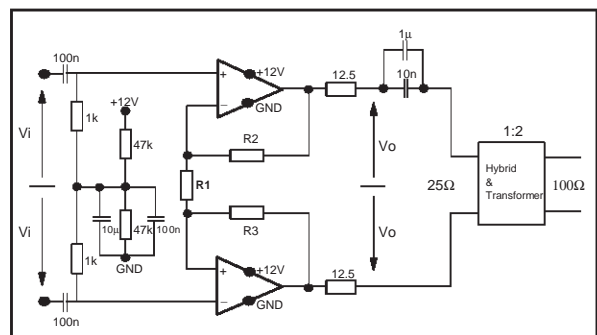 100n
+12V
Vi
1k
47k
10µ
47k
100n
GND
Vi
1k
100n
+
−
+12V
GND
R2
R1
R3
+
−
+12V
GND
12.5
1µ
10n
Vo
Vo
12.5
1:2
25Ω
Hybrid
&
Transformer
100Ω